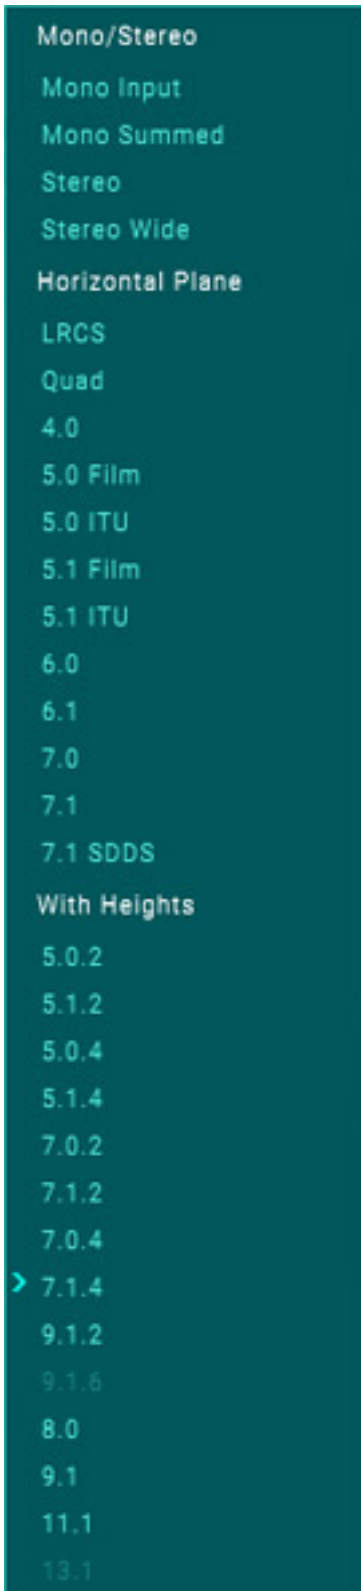 Mono/Stereo
Mono Input
Mono Summed
Stereo
Stereo Wide
Horizontal Plane
LRCS
Quad
4.0
5.0 Film
5.0 ITU
5.1 Film
5.1 ITU
6.0
6.1
7.0
7.1
7.1 SDDS
With Heights
5.0.2
5.1.2
5.0.4
5.1.4
7.0.2
7.1.2
7.0.4
7.1.4
9.1.2
9.1.6
8.0
9.1
11.1
13.1